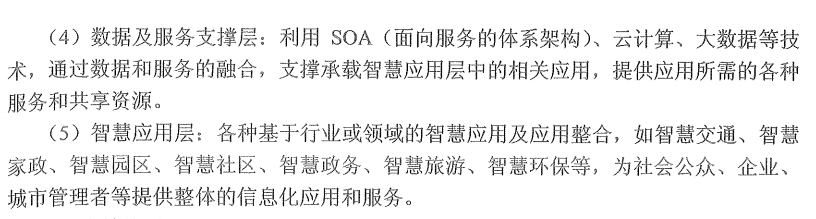 （4）数据及服务支撑层：利用 SOA（面向服务的体系架构）、云计算、大数据等技
术，通过数据和服务的融合，支撑承载智慧应用层中的相关应用，提供应用所需的各种
服务和共享资源。
（5）智慧应用层：各种基于行业或领域的智慧应用及应用整合，如智慧交通、智慧
家政、智慧园区、智慧社区、智慧政务、智慧旅游、智慧环保等，为社会公众、企业、
城市管理者等提供整体的信息化应用和服务。